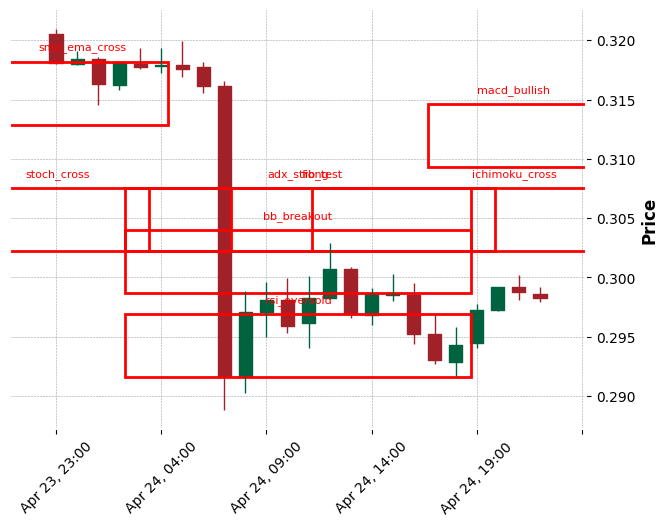 sma_ema_cross
macd_bullish
stoch_cross
adx_strong
fib_test
ichimoku_cross
bb_breakout
rsi_oversold
0.320
0.315
0.310
0.305
0.300
0.295
0.290
Price
Apr 23, 23:00
Apr 24, 04:00
Apr 24, 09:00
Apr 24, 14:00
Apr 24, 19:00